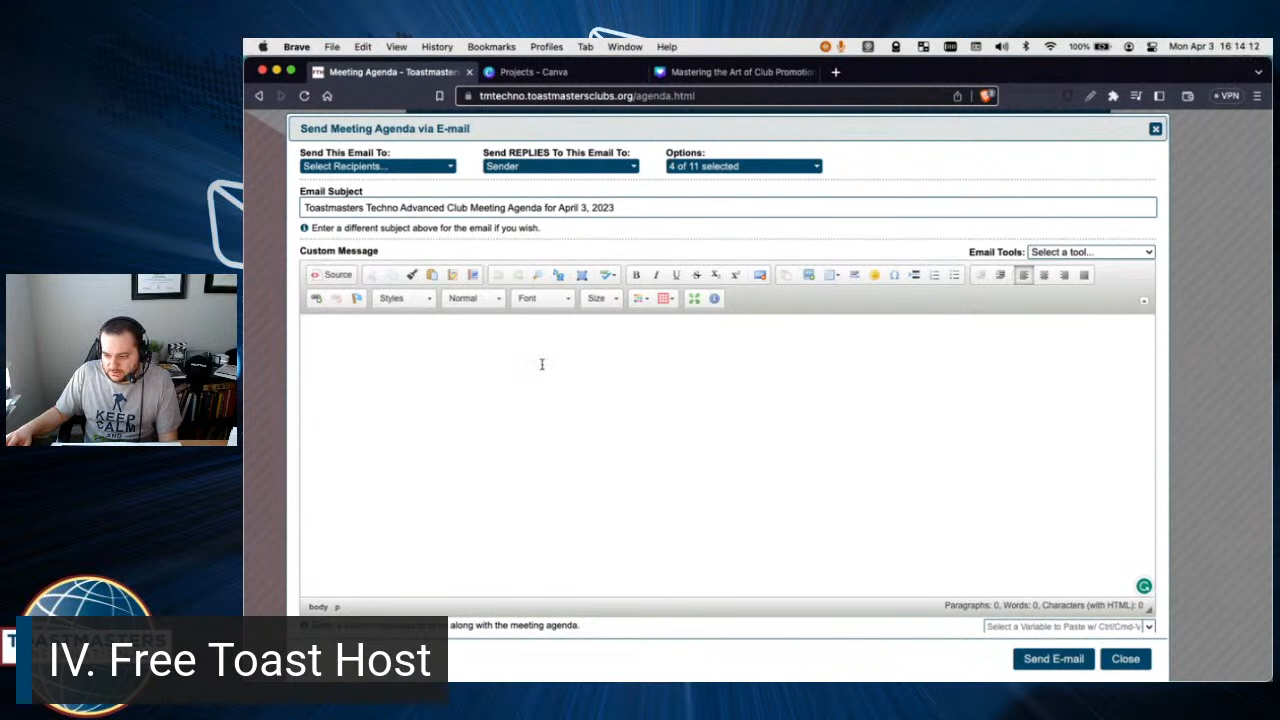 Brave File Edit View History Bookmarks Profiles Tab Window Help 100% Mon Apr 3 16:14:12
FTH Meeting Agenda - Toastmasters Projects - Canva Mastering the Art of Club Promotion
tmtechno.toastmastersclubs.org/agenda.html VPN
Send Meeting Agenda via E-mail
Send This Email To: Send REPLIES To This Email To: Options:
Select Recipients... Sender 4 of 11 selected
Email Subject
Toastmasters Techno Advanced Club Meeting Agenda for April 3, 2023
Enter a different subject above for the email if you wish.
Custom Message Email Tools: Select a tool...
Source B I U S X₂ X²
Styles Normal Font Size
KEEP
CALM
AND
body p Paragraphs: 0, Words: 0, Characters (with HTML): 0
along with the meeting agenda. Select a Variable to Paste w/ Ctrl/Cmd-V
Send E-mail Close
IV. Free Toast Host